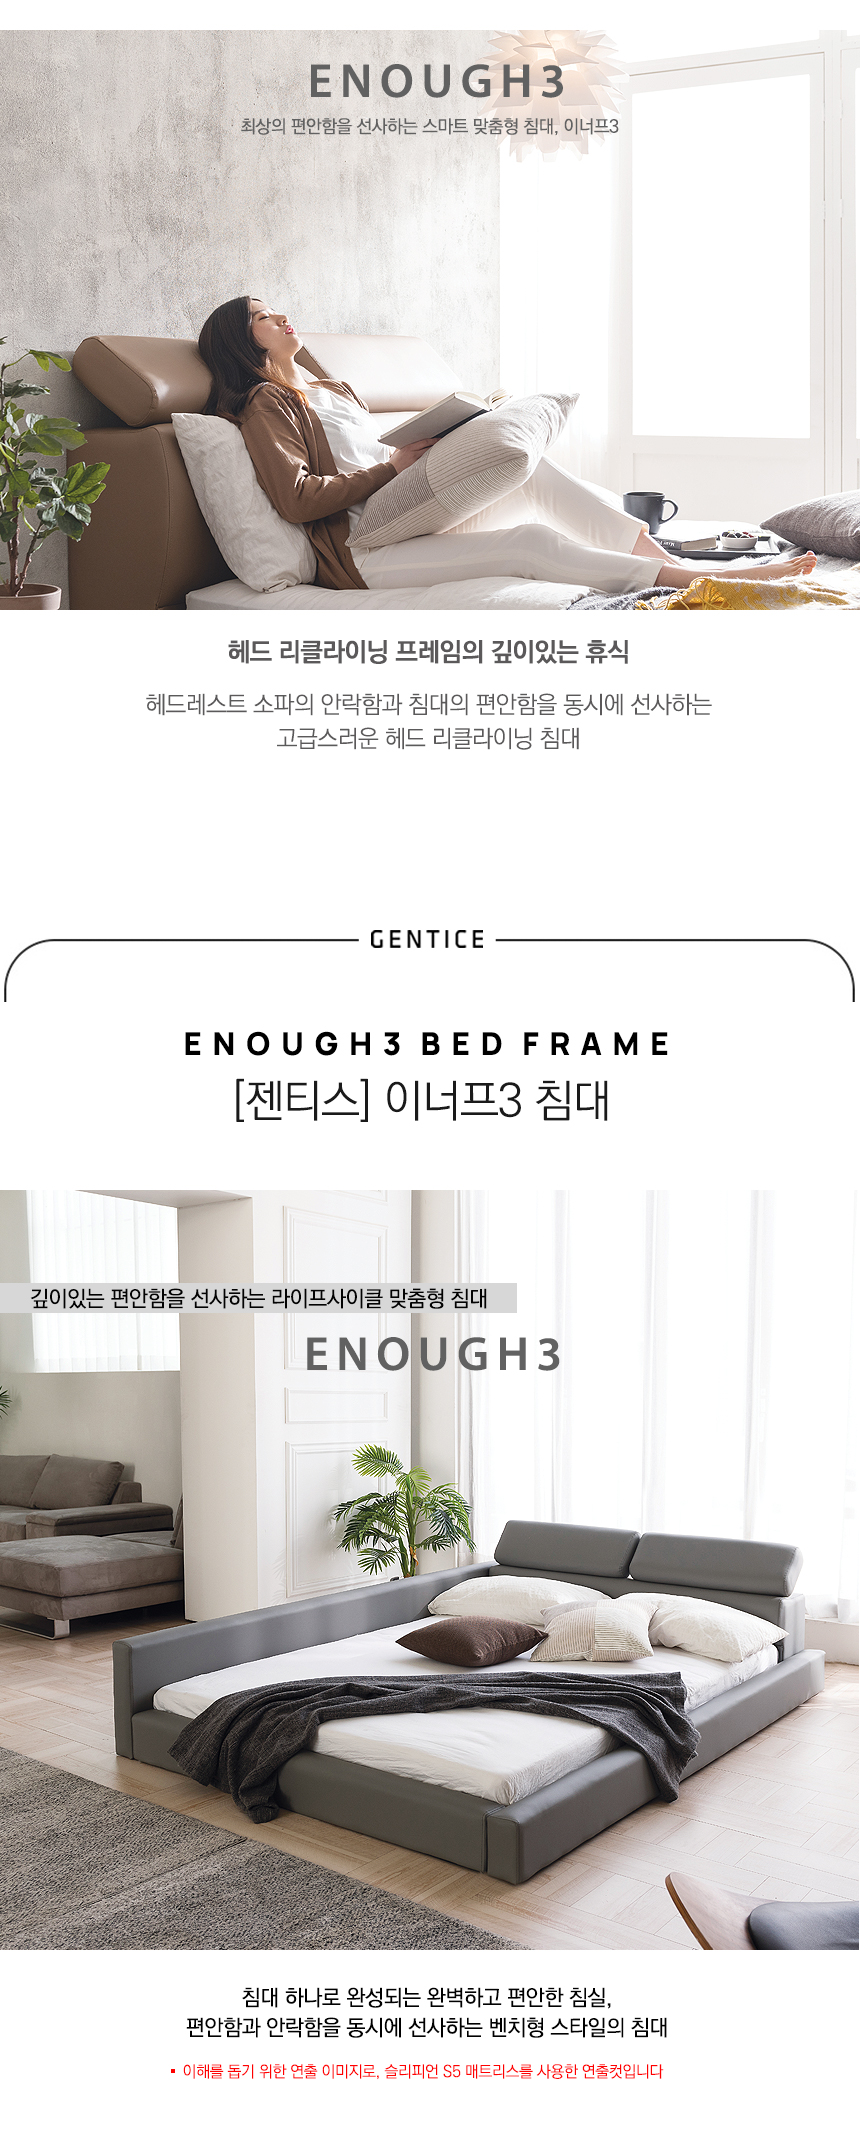 ENOUGH3
최상의 편안함을 선사하는 스마트 맞춤형 침대, 이너프3
헤드 리클라이닝 프레임의 깊이있는 휴식
헤드레스트 소파의 안락함과 침대의 편안함을 동시에 선사하는
고급스러운 헤드 리클라이닝 침대
GENTICE
ENOUGH3 BED FRAME
[젠티스] 이너프3 침대
깊이있는 편안함을 선사하는 라이프사이클 맞춤형 침대
ENOUGH3
침대 하나로 완성되는 완벽하고 편안한 침실,
편안함과 안락함을 동시에 선사하는 벤치형 스타일의 침대
▪ 이해를 돕기 위한 연출 이미지로, 슬리피언 S5 매트리스를 사용한 연출컷입니다